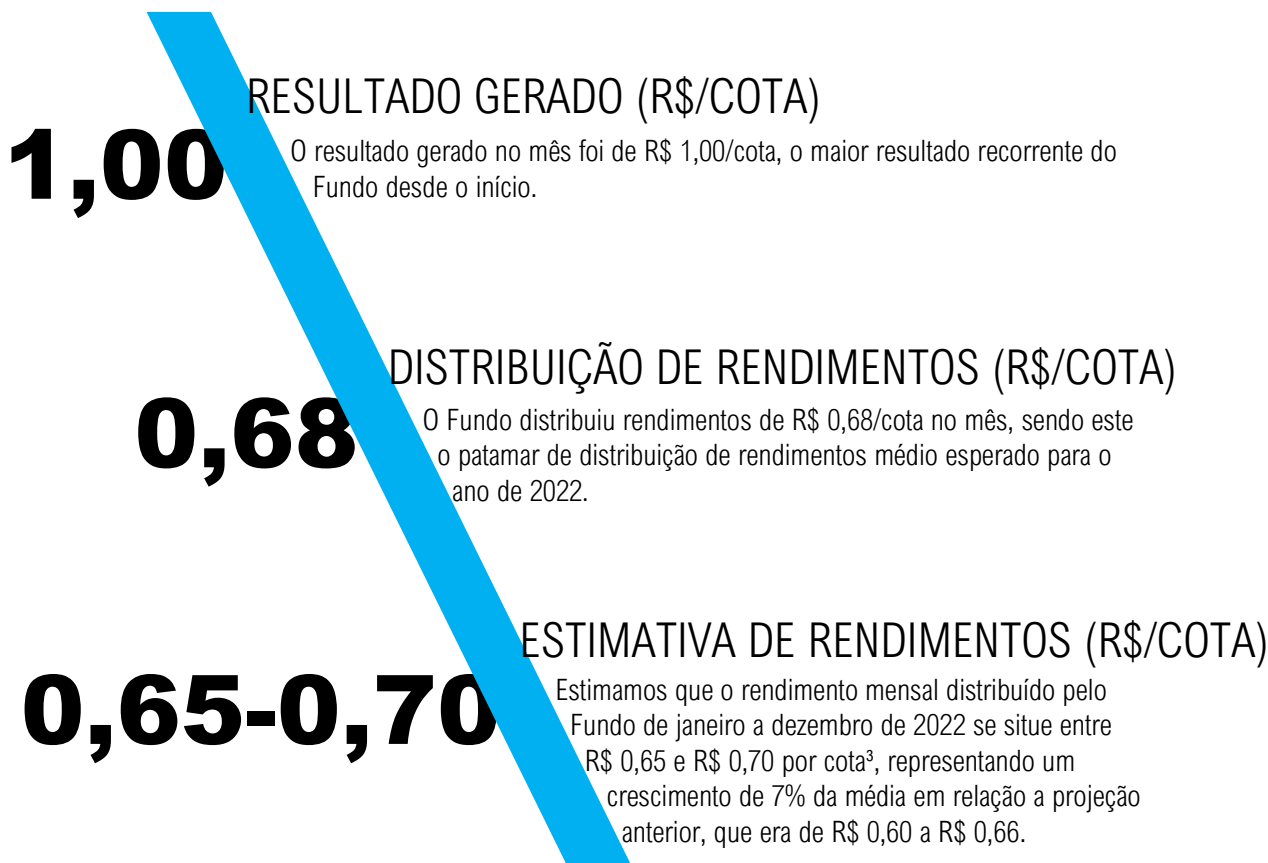 RESULTADO GERADO (R$/COTA)
1,00
O resultado gerado no mês foi de R$ 1,00/cota, o maior resultado recorrente do
Fundo desde o início.
DISTRIBUIÇÃO DE RENDIMENTOS (R$/COTA)
0,68
O Fundo distribuiu rendimentos de R$ 0,68/cota no mês, sendo este
o patamar de distribuição de rendimentos médio esperado para o
ano de 2022.
ESTIMATIVA DE RENDIMENTOS (R$/COTA)
0,65-0,70
Estimamos que o rendimento mensal distribuído pelo
Fundo de janeiro a dezembro de 2022 se situe entre
R$ 0,65 e R$ 0,70 por cota³, representando um
crescimento de 7% da média em relação a projeção
anterior, que era de R$ 0,60 a R$ 0,66.